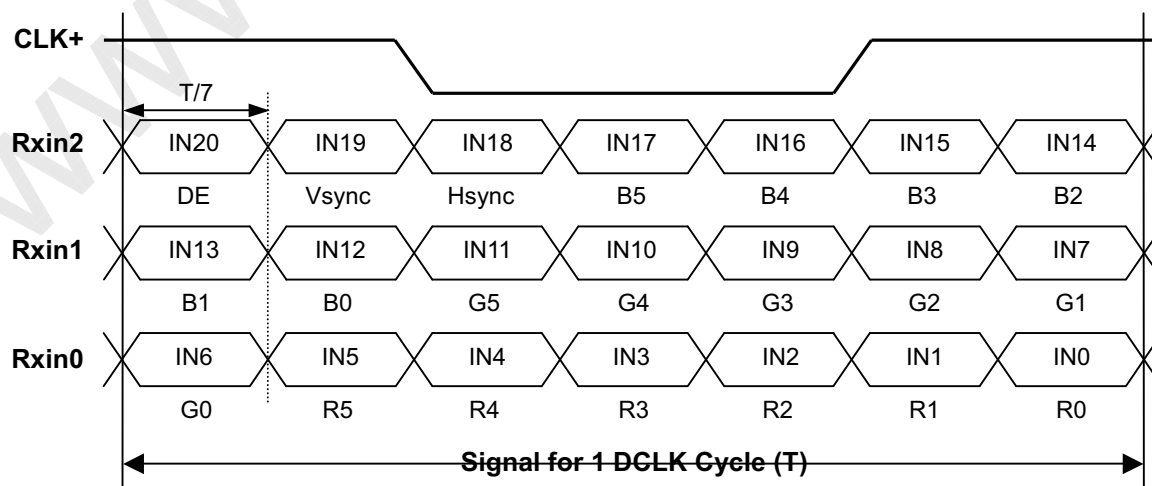 CLK+
T/7
Rxin2 IN20 IN19 IN18 IN17 IN16 IN15 IN14
DE Vsync Hsync B5 B4 B3 B2
Rxin1 IN13 IN12 IN11 IN10 IN9 IN8 IN7
B1 B0 G5 G4 G3 G2 G1
Rxin0 IN6 IN5 IN4 IN3 IN2 IN1 IN0
G0 R5 R4 R3 R2 R1 R0
Signal for 1 DCLK Cycle (T)